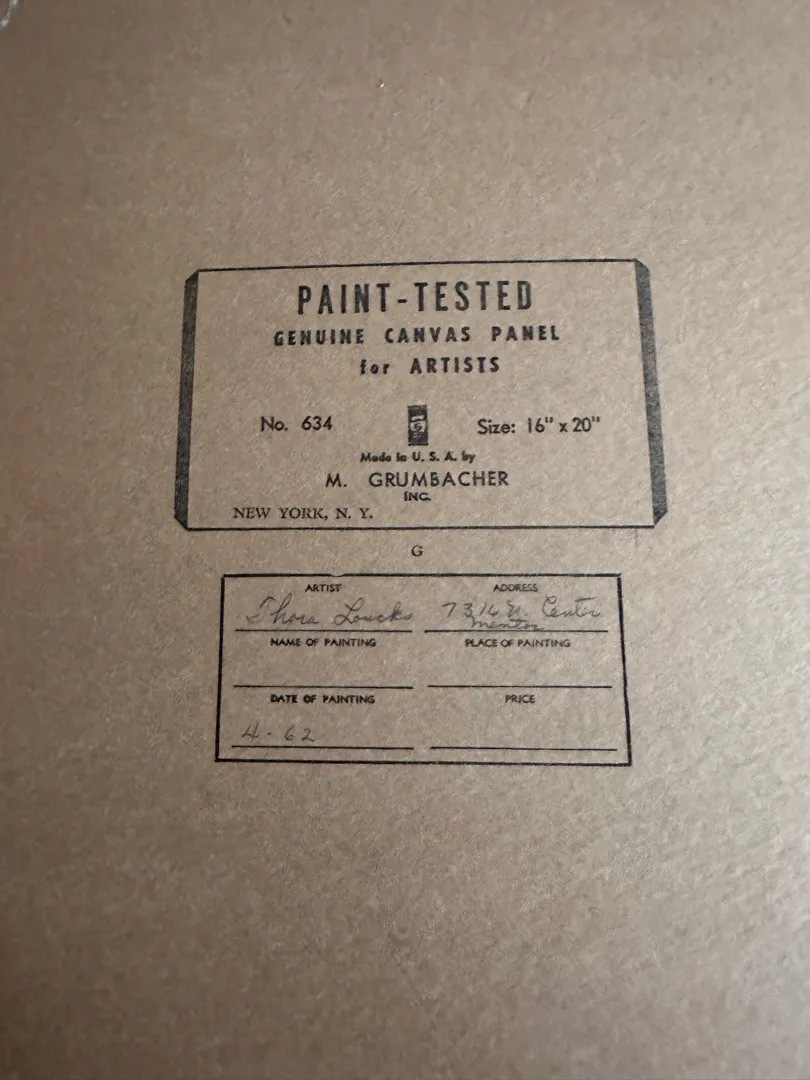 PAINT-TESTED
GENUINE CANVAS PANEL
for ARTISTS
No. 634
Size: 16" x 20"
Made in U. S. A. by
M. GRUMBACHER
INC.
NEW YORK, N. Y.
G
ARTIST
Thora Loucks
ADDRESS
7316 N. Center
Mentor
NAME OF PAINTING
PLACE OF PAINTING
DATE OF PAINTING
4-62
PRICE